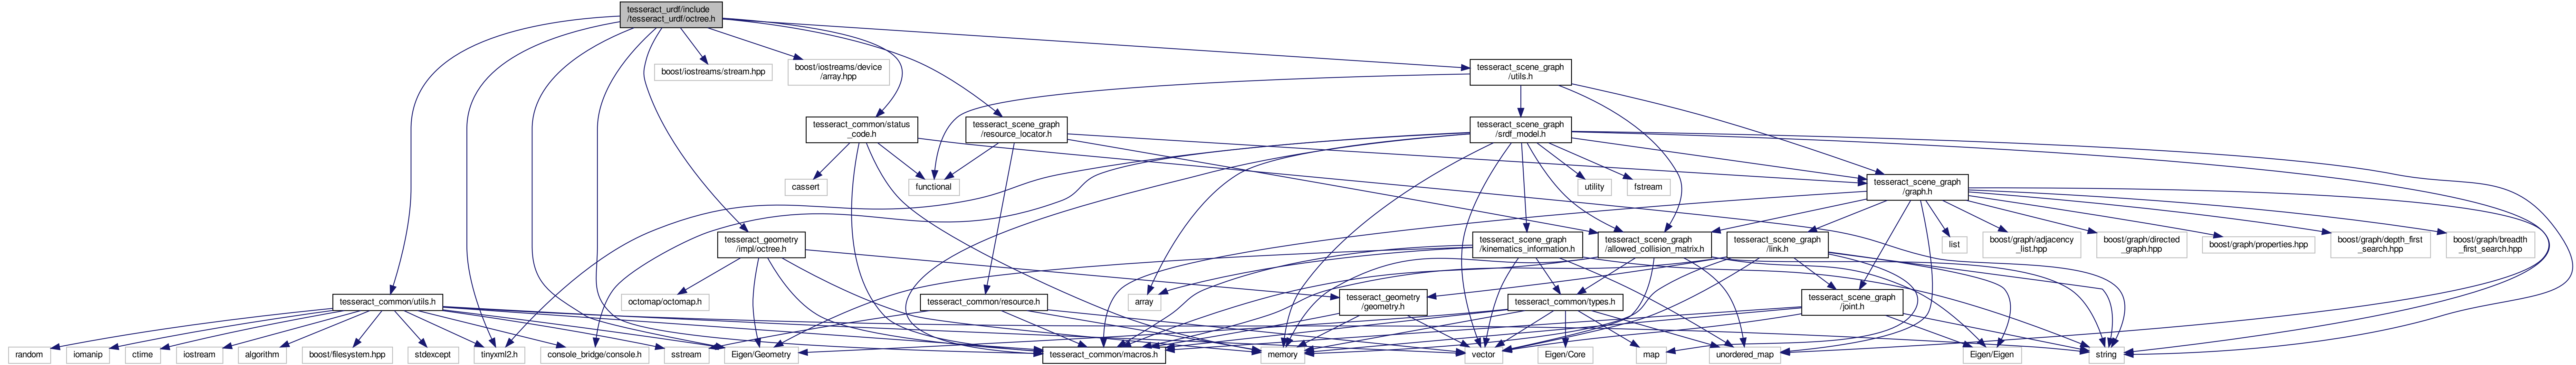 tesseract_urdf/include
/tesseract_urdf/octree.h
boost/iostreams/stream.hpp
boost/iostreams/device
/array.hpp
tesseract_scene_graph
/utils.h
tesseract_common/status
_code.h
tesseract_scene_graph
/resource_locator.h
tesseract_scene_graph
/srdf_model.h
cassert
functional
utility
fstream
tesseract_scene_graph
/graph.h
tesseract_geometry
/impl/octree.h
tesseract_scene_graph
/kinematics_information.h
tesseract_scene_graph
/allowed_collision_matrix.h
tesseract_scene_graph
/link.h
list
boost/graph/adjacency
_list.hpp
boost/graph/directed
_graph.hpp
boost/graph/properties.hpp
boost/graph/depth_first
_search.hpp
boost/graph/breadth
_first_search.hpp
tesseract_common/utils.h
octomap/octomap.h
tesseract_common/resource.h
array
tesseract_geometry
/geometry.h
tesseract_common/types.h
tesseract_scene_graph
/joint.h
random
iomanip
ctime
iostream
algorithm
boost/filesystem.hpp
stdexcept
tinyxml2.h
console_bridge/console.h
sstream
Eigen/Geometry
tesseract_common/macros.h
memory
vector
Eigen/Core
map
unordered_map
Eigen/Eigen
string